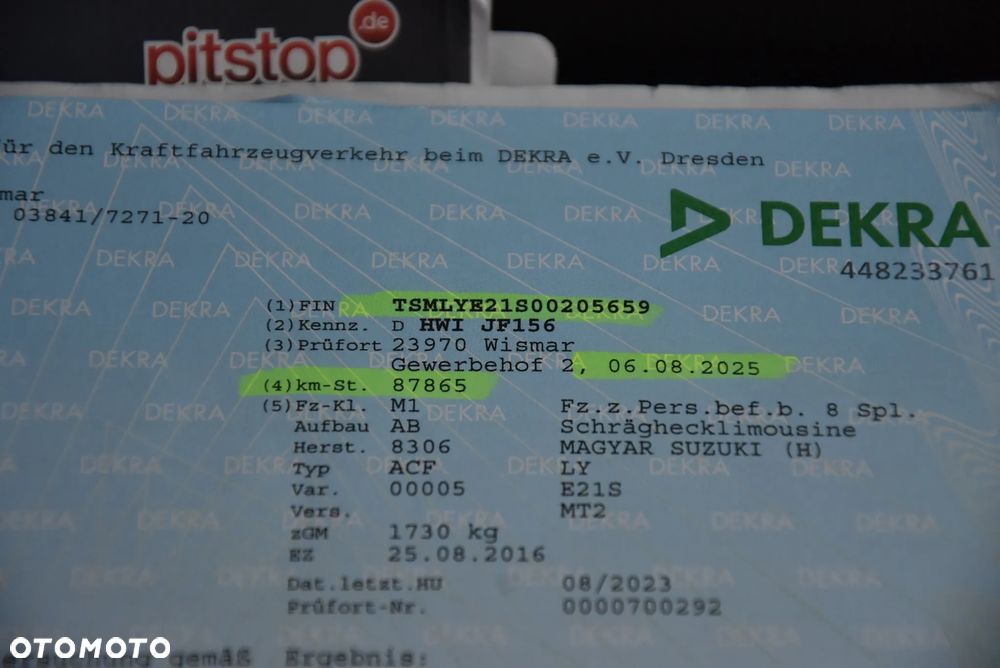 pitstop.de
für den Kraftfahrzeugverkehr beim DEKRA e.V. Dresden
mar
03841/7271-20
DEKRA
448233761
(1) FIN TSMLYE21S00205659
(2) Kennz. D HWI JF156
(3) Prüfort 23970 Wismar
Gewerbehof 2, 06.08.2025
(4) km-St. 87865
(5) Fz-Kl. M1 Fz.z.Pers.bef.b. 8 Spl.
Aufbau AB Schräghecklimousine
Herst. 8306 MAGYAR SUZUKI (H)
Typ ACF LY
Var. 00005 E21S
Vers. MT2
zGM 1730 kg
EZ 25.08.2016
Dat.letzt.HU 08/2023
Prüfort-Nr. 0000700292
gemäß Ergebnis:
OTOMOTO